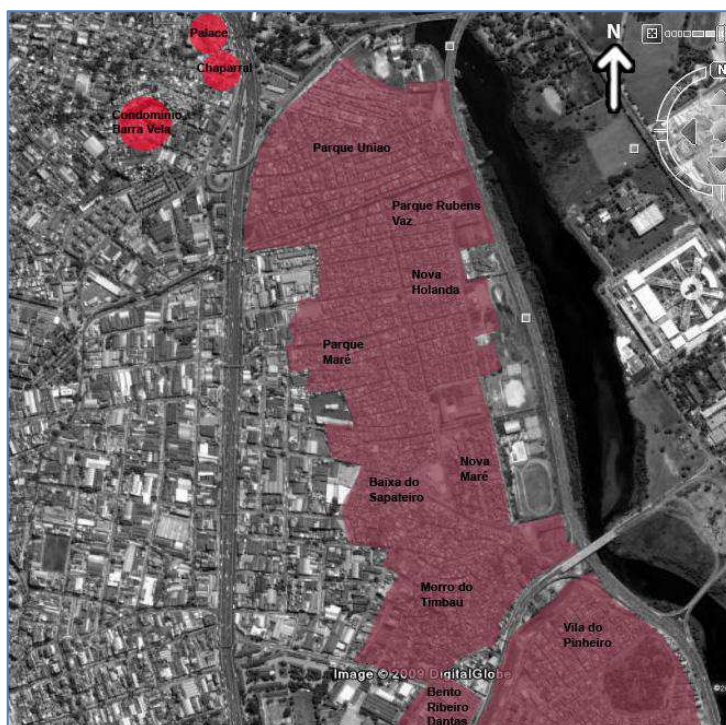 Palace
Chaparral
Condominio
Barra Vela
N
Parque Uniao
Parque Rubens
Vaz
Nova
Holanda
Parque
Maré
Nova
Maré
Baixa do
Sapateiro
Morro do
Timbau
Vila do
Pinheiro
Image © 2009 DigitalGlobe
Bento
Ribeiro
Dantas